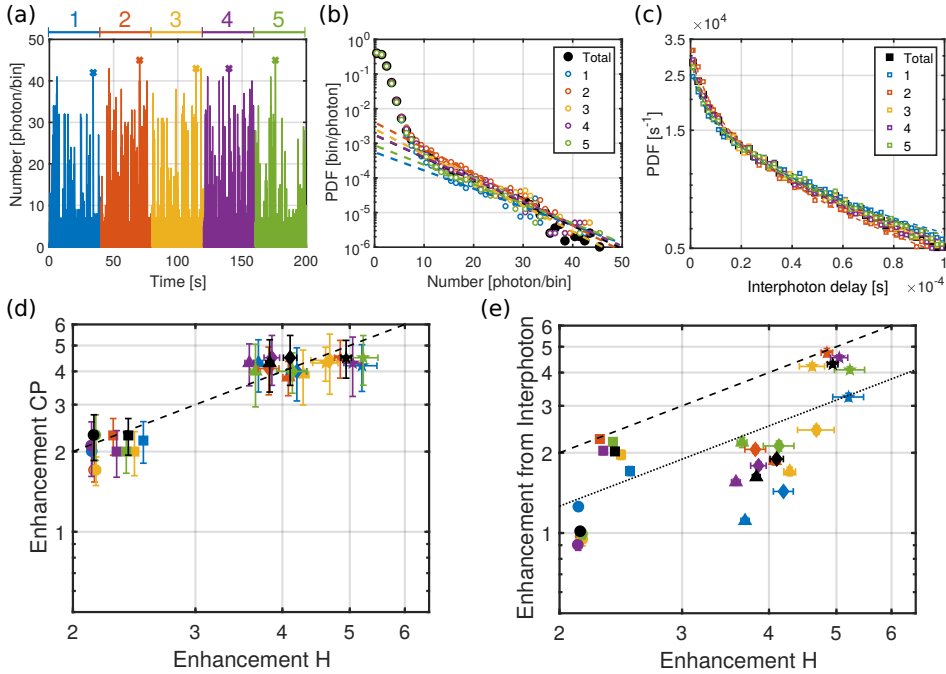 (a)
1 2 3 4 5
50
40
30
20
10
0
Number [photon/bin]
0 50 100 150 200
Time [s]
(b)
10^0
10^-1
10^-2
10^-3
10^-4
10^-5
10^-6
PDF [bin/photon]
Total
1
2
3
4
5
0 10 20 30 40 50
Number [photon/bin]
(c)
×10^4
3.5
2.5
1.5
0.5
PDF [s^-1]
Total
1
2
3
4
5
0 0.2 0.4 0.6 0.8 1
Interphoton delay [s] ×10^-4
(d)
6
5
4
3
2
1
Enhancement CP
2 3 4 5 6
Enhancement H
(e)
6
5
4
3
2
1
Enhancement from Interphoton
2 3 4 5 6
Enhancement H